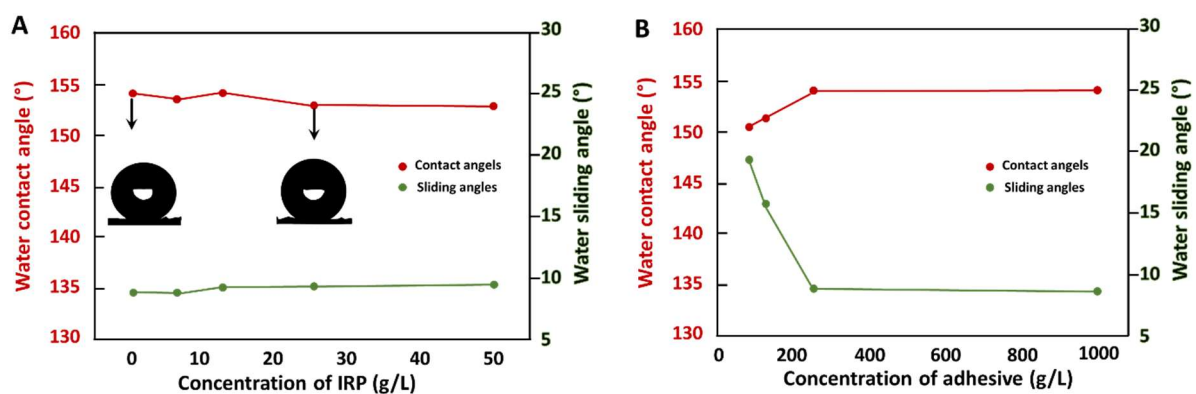 A
160
155
150
145
140
135
130
Water contact angle (°)
30
25
20
15
10
5
Water sliding angle (°)
Contact angels
Sliding angles
0 10 20 30 40 50
Concentration of IRP (g/L)
B
160
155
150
145
140
135
130
Water contact angle (°)
30
25
20
15
10
5
Water sliding angle (°)
Contact angels
Sliding angles
0 200 400 600 800 1000
Concentration of adhesive (g/L)